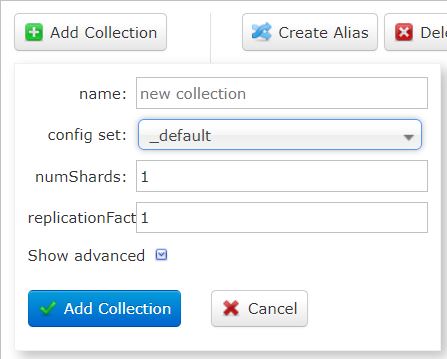 Add Collection
Create Alias
Dele
name: new collection
config set: _default
numShards: 1
replicationFact 1
Show advanced
Add Collection
Cancel